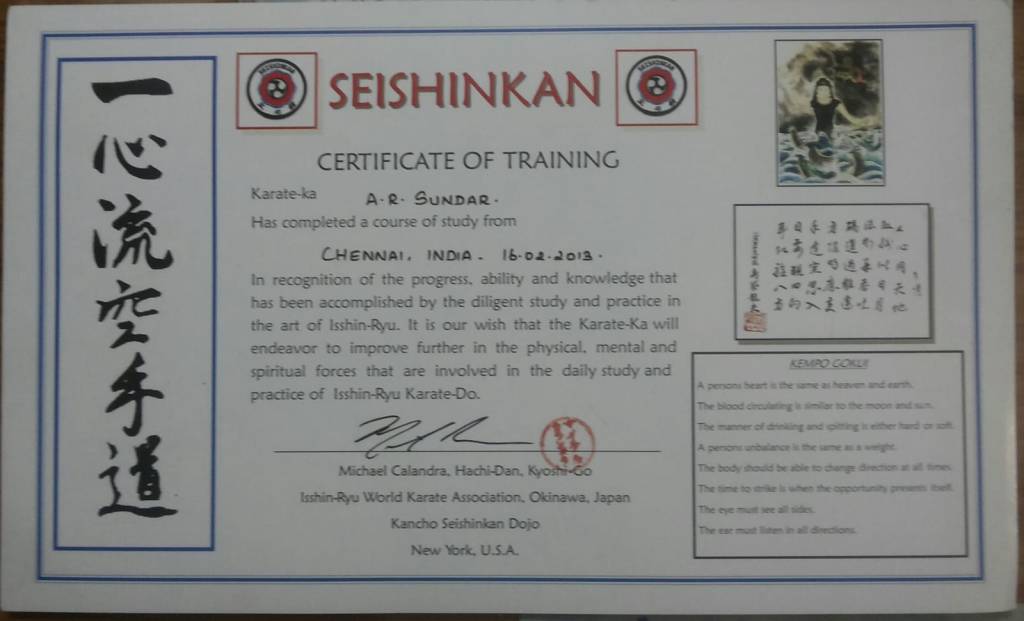 一心流空手道
SEISHINKAN
CERTIFICATE OF TRAINING
Karate-ka A.R. SUNDAR.
Has completed a course of study from
CHENNAI, INDIA - 16-02-2013.
In recognition of the progress, ability and knowledge that
has been accomplished by the diligent study and practice in
the art of Isshin-Ryu. It is our wish that the Karate-Ka will
endeavor to improve further in the physical, mental and
spiritual forces that are involved in the daily study and
practice of Isshin-Ryu Karate-Do.
Michael Calandra, Hachi-Dan, Kyoshi-Go
Isshin-Ryu World Karate Association, Okinawa, Japan
Kancho Seishinkan Dojo
New York, U.S.A.
KEMPO GOKUI
A persons heart is the same as heaven and earth.
The blood circulating is similar to the moon and sun.
The manner of drinking and spitting is either hard or soft.
A persons unbalance is the same as a weight.
The body should be able to change direction at all times.
The time to strike is when the opportunity presents itself.
The eye must see all sides.
The ear must listen in all directions.